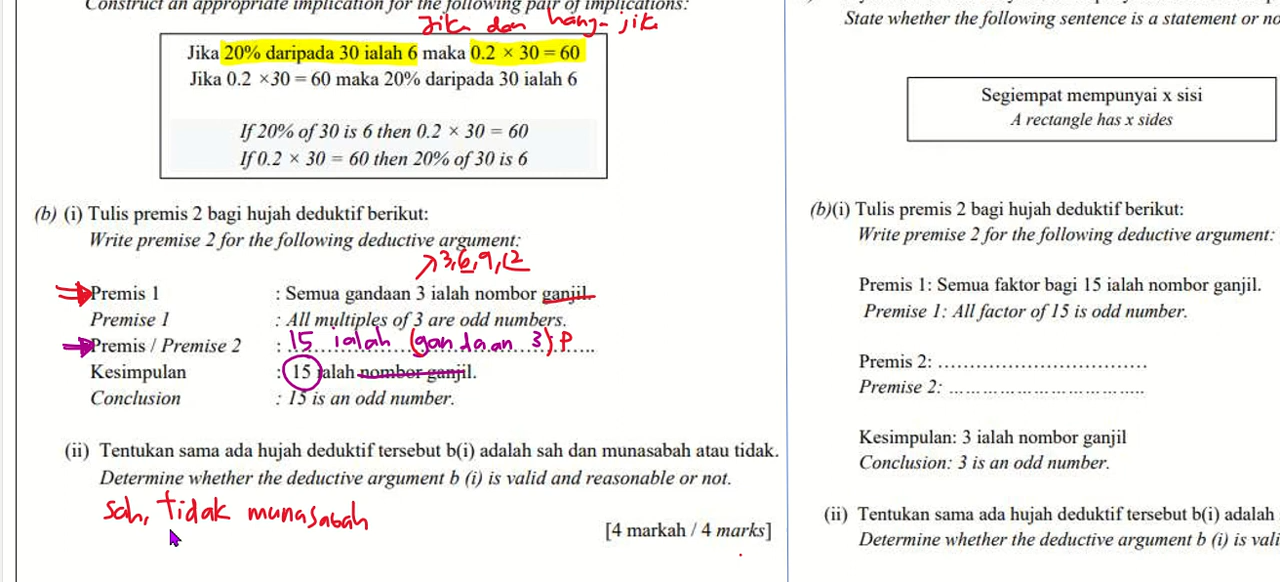 Construct an appropriate implication for the following pair of implications:
Jika dan hanya jika
Jika 20% daripada 30 ialah 6 maka 0.2 × 30 = 60
Jika 0.2 ×30 = 60 maka 20% daripada 30 ialah 6
If 20% of 30 is 6 then 0.2 × 30 = 60
If 0.2 × 30 = 60 then 20% of 30 is 6
(b) (i) Tulis premis 2 bagi hujah deduktif berikut:
Write premise 2 for the following deductive argument:
3,6,9,12
Premis 1 : Semua gandaan 3 ialah nombor ganjil.
Premise 1 : All multiples of 3 are odd numbers.
Premis / Premise 2 : 15 ialah (gandaan 3) P
Kesimpulan : 15 ialah nombor ganjil.
Conclusion : 15 is an odd number.
(ii) Tentukan sama ada hujah deduktif tersebut b(i) adalah sah dan munasabah atau tidak.
Determine whether the deductive argument b (i) is valid and reasonable or not.
Sah, tidak munasabah
[4 markah / 4 marks]
State whether the following sentence is a statement or no
Segiempat mempunyai x sisi
A rectangle has x sides
(b)(i) Tulis premis 2 bagi hujah deduktif berikut:
Write premise 2 for the following deductive argument:
Premis 1: Semua faktor bagi 15 ialah nombor ganjil.
Premise 1: All factor of 15 is odd number.
Premis 2: ....................................
Premise 2: ....................................
Kesimpulan: 3 ialah nombor ganjil
Conclusion: 3 is an odd number.
(ii) Tentukan sama ada hujah deduktif tersebut b(i) adalah
Determine whether the deductive argument b (i) is vali